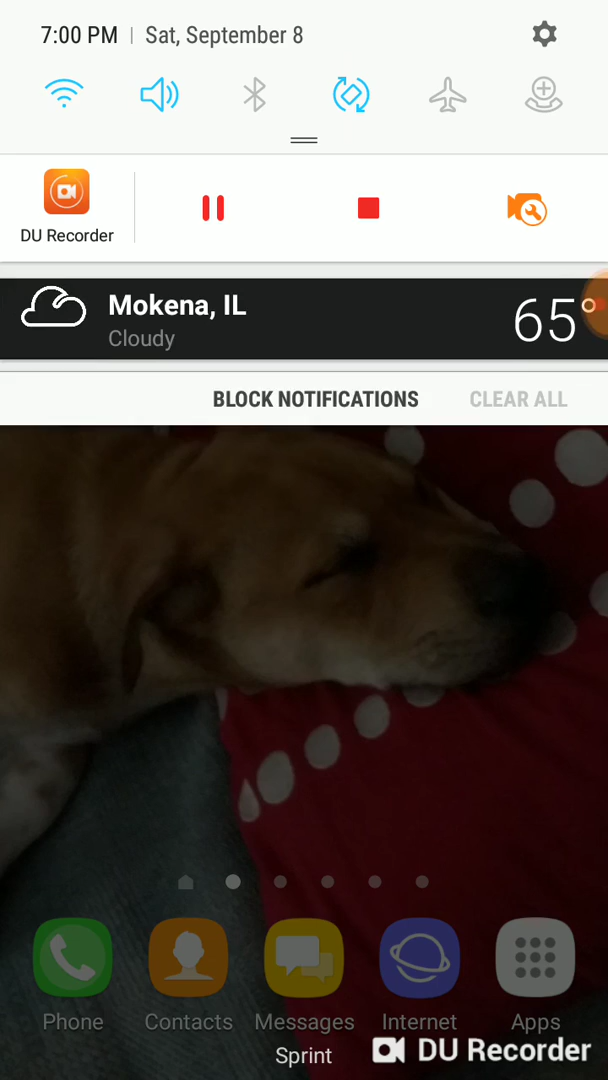 7:00 PM | Sat, September 8
DU Recorder
Mokena, IL
Cloudy
65°
BLOCK NOTIFICATIONS CLEAR ALL
Phone Contacts Messages Internet Apps
Sprint
DU Recorder